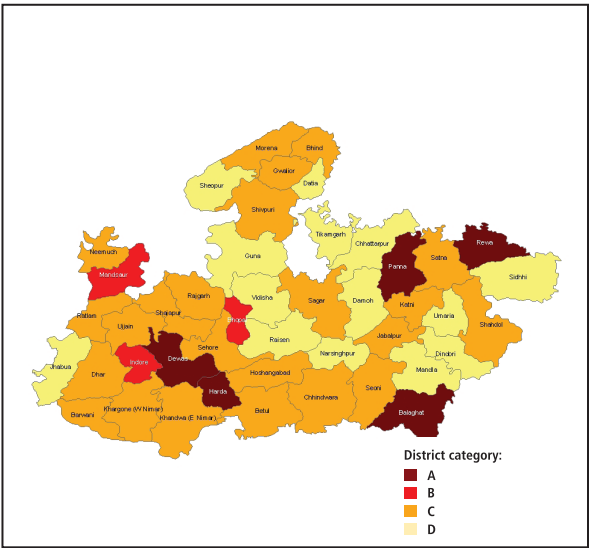 Morena
Bhind
Gwalior
Sheopur
Datia
Shivpuri
Tikamgarh
Chhattarpur
Rewa
Neemuch
Guna
Panna
Satna
Mandsaur
Sidhhi
Rajgarh
Vidisha
Sagar
Damoh
Katni
Ratlam
Shajapur
Bhopal
Umaria
Ujjain
Shahdol
Jabalpur
Raisen
Sehore
Narsinghpur
Dindori
Dewas
Indore
Jhabua
Mandla
Dhar
Hoshangabad
Seoni
Harda
Chhindwara
Khargone (W Nimar)
Betul
Balaghat
Barwani
Khandwa (E Nimar)
District category:
A
B
C
D